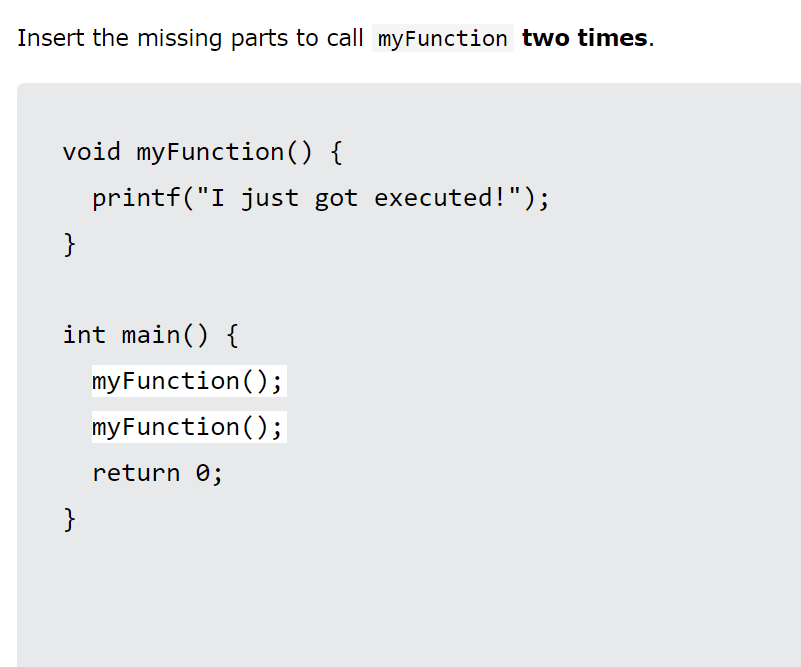 Insert the missing parts to call myFunction two times.
void myFunction() {
  printf("I just got executed!");
}
int main() {
  myFunction();
  myFunction();
  return 0;
}